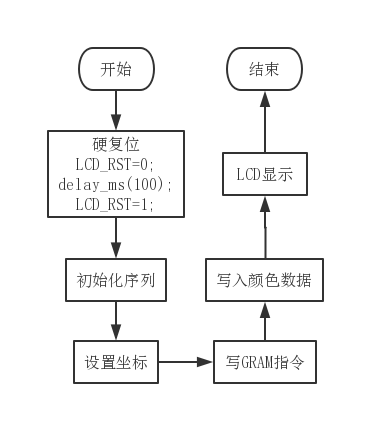 开始
硬复位
LCD_RST=0;
delay_ms(100);
LCD_RST=1;
初始化序列
设置坐标
写GRAM指令
写入颜色数据
LCD显示
结束